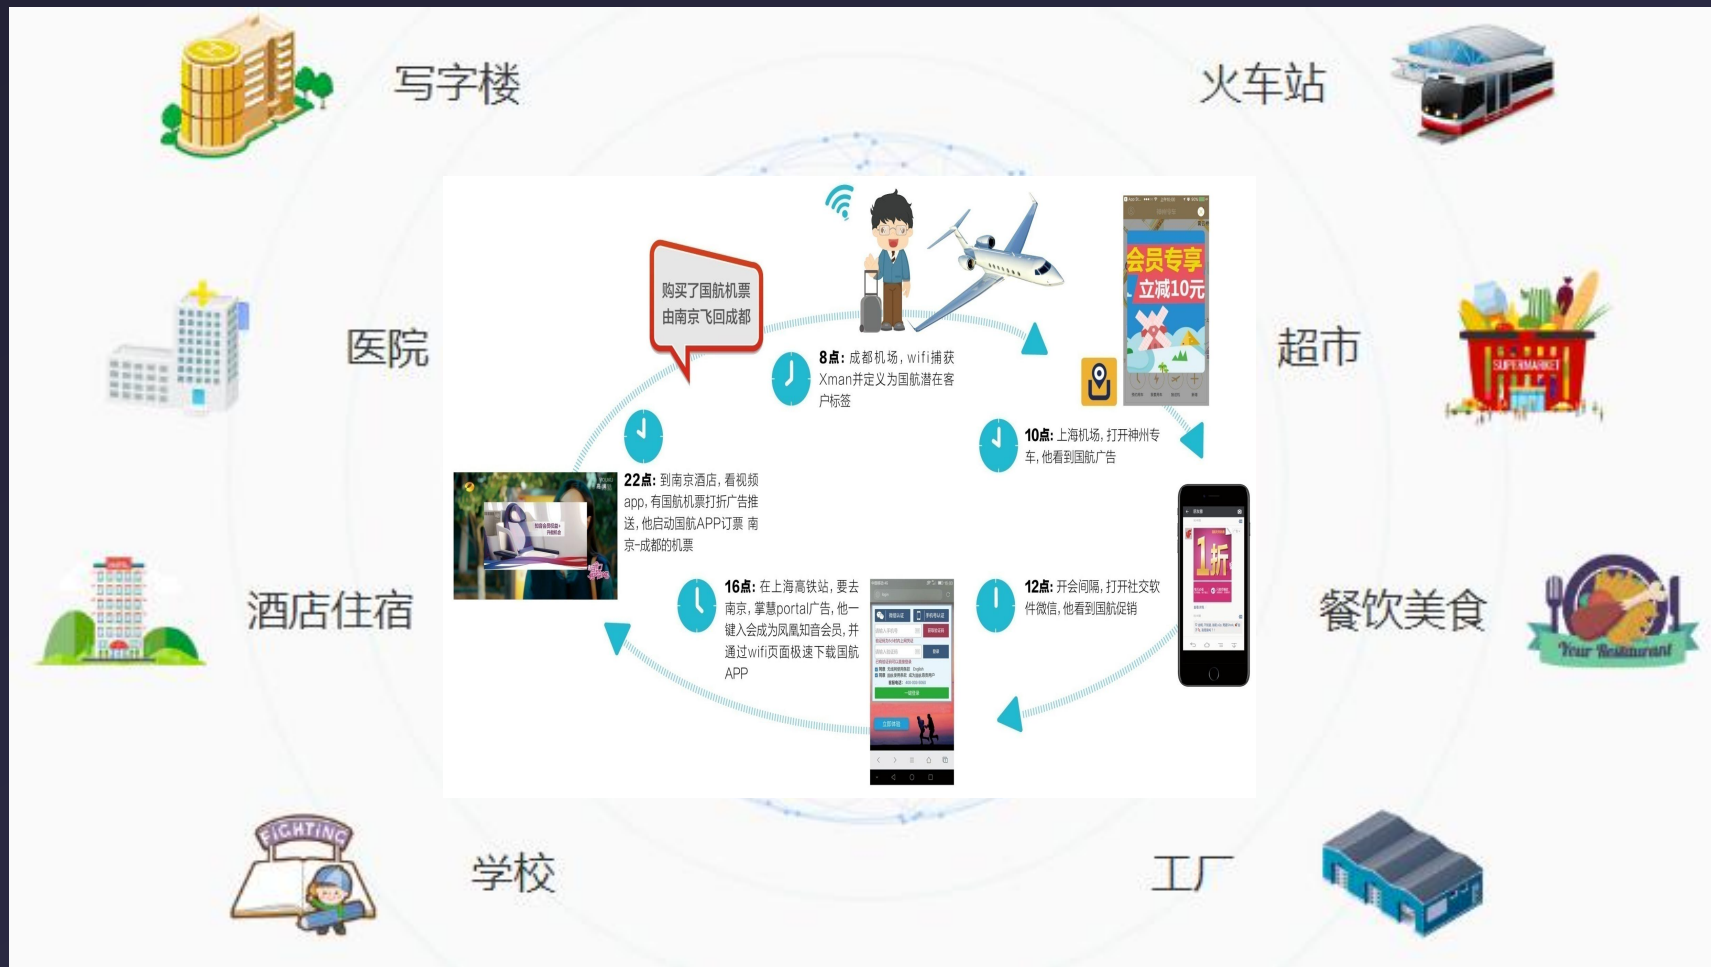 写字楼
火车站
医院
超市
酒店住宿
餐饮美食
学校
工厂
SUPERMARKET
Your Restaurant
FIGHTING
购买了国航机票
由南京飞回成都
8点: 成都机场, wifi捕获
Xman并定义为国航潜在客
户标签
会员专享
立减10元
10点: 上海机场, 打开神州专
车, 他看到国航广告
12点: 开会间隔, 打开社交软
件微信, 他看到国航促销
1折
16点: 在上海高铁站, 要去
南京, 掌慧portal广告, 他一
键入会成为凤凰知音会员, 并
通过wifi页面极速下载国航
APP
22点: 到南京酒店, 看视频
app, 有国航机票打折广告推
送, 他启动国航APP订票 南
京-成都的机票